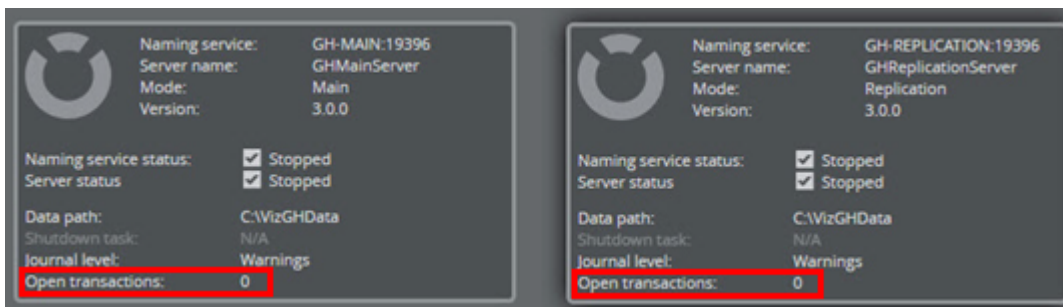 Naming service: GH-MAIN:19396
Server name: GHMainServer
Mode: Main
Version: 3.0.0
Naming service status: Stopped
Server status Stopped
Data path: C:\VizGHData
Shutdown task: N/A
Journal level: Warnings
Open transactions: 0
Naming service: GH-REPLICATION:19396
Server name: GHReplicationServer
Mode: Replication
Version: 3.0.0
Naming service status: Stopped
Server status Stopped
Data path: C:\VizGHData
Shutdown task: N/A
Journal level: Warnings
Open transactions: 0